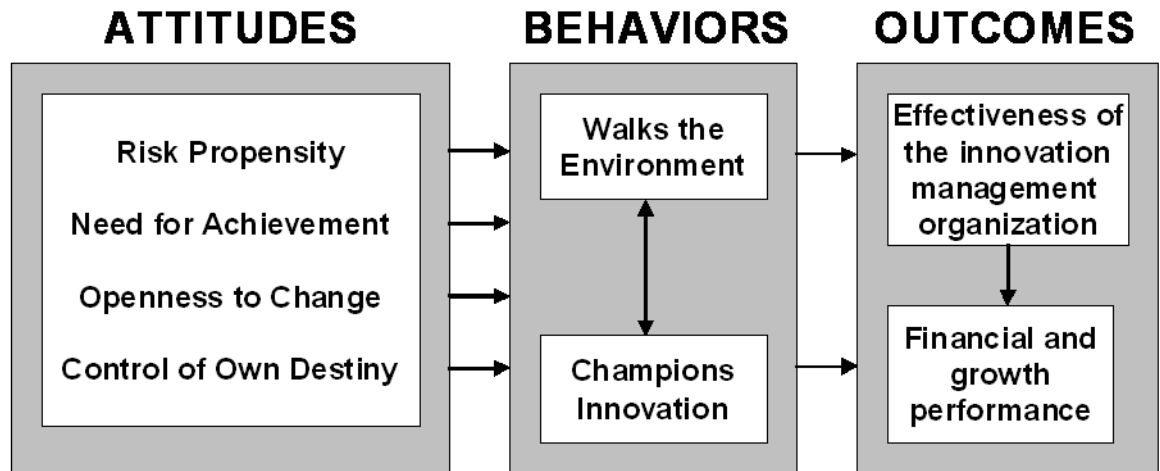 ATTITUDES
Risk Propensity
Need for Achievement
Openness to Change
Control of Own Destiny
BEHAVIORS
Walks the
Environment
Champions
Innovation
OUTCOMES
Effectiveness of
the innovation
management
organization
Financial and
growth
performance